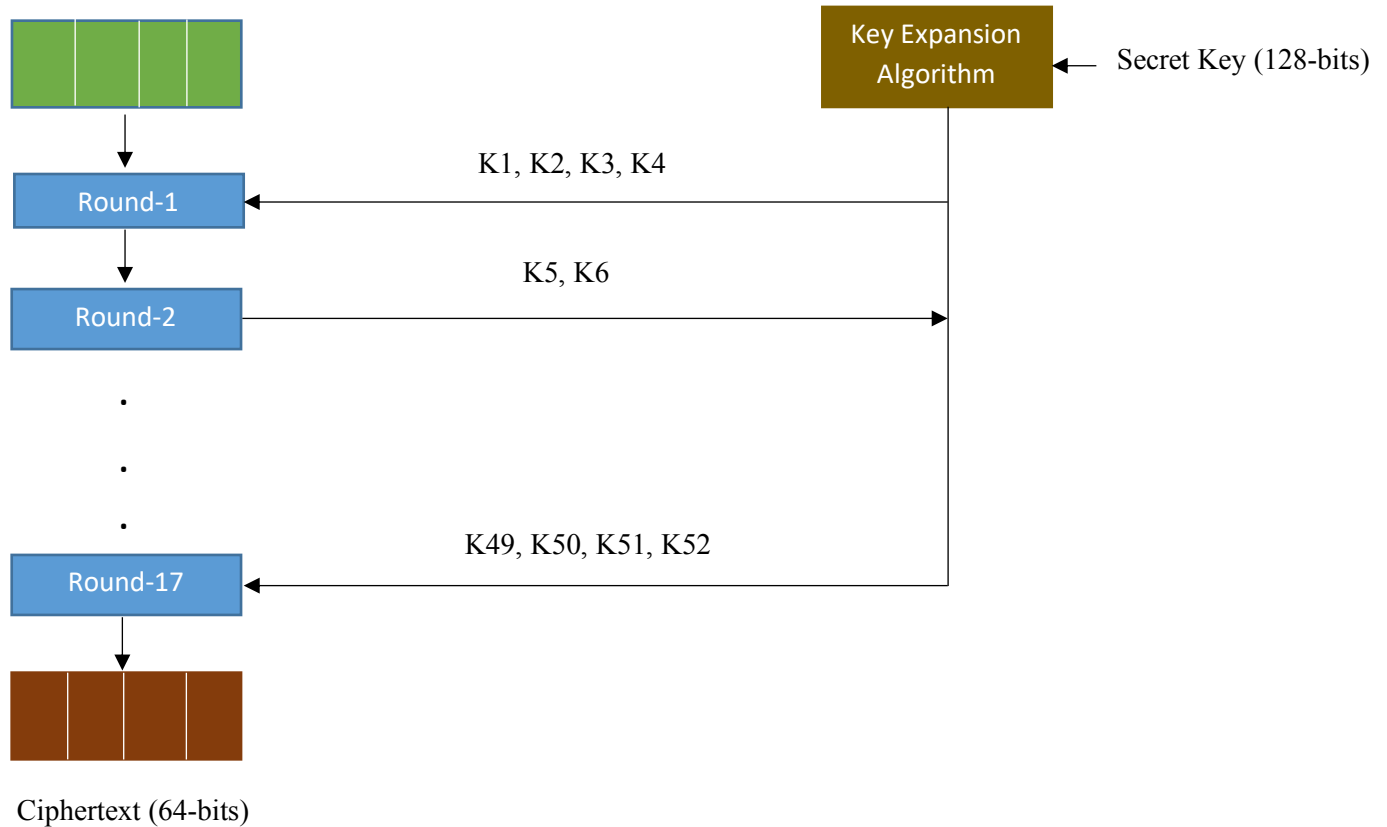 Key Expansion
Algorithm
Secret Key (128-bits)
K1, K2, K3, K4
Round-1
K5, K6
Round-2
.
.
.
K49, K50, K51, K52
Round-17
Ciphertext (64-bits)